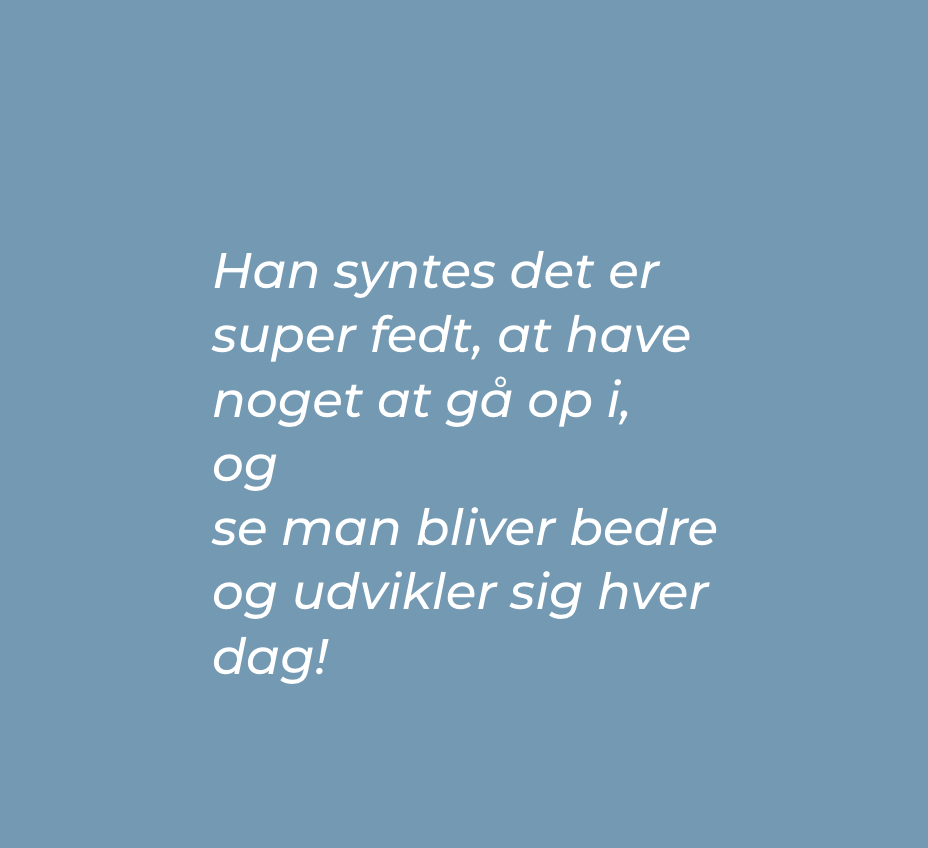 Han syntes det er
super fedt, at have
noget at gå op i,
og
se man bliver bedre
og udvikler sig hver
dag!